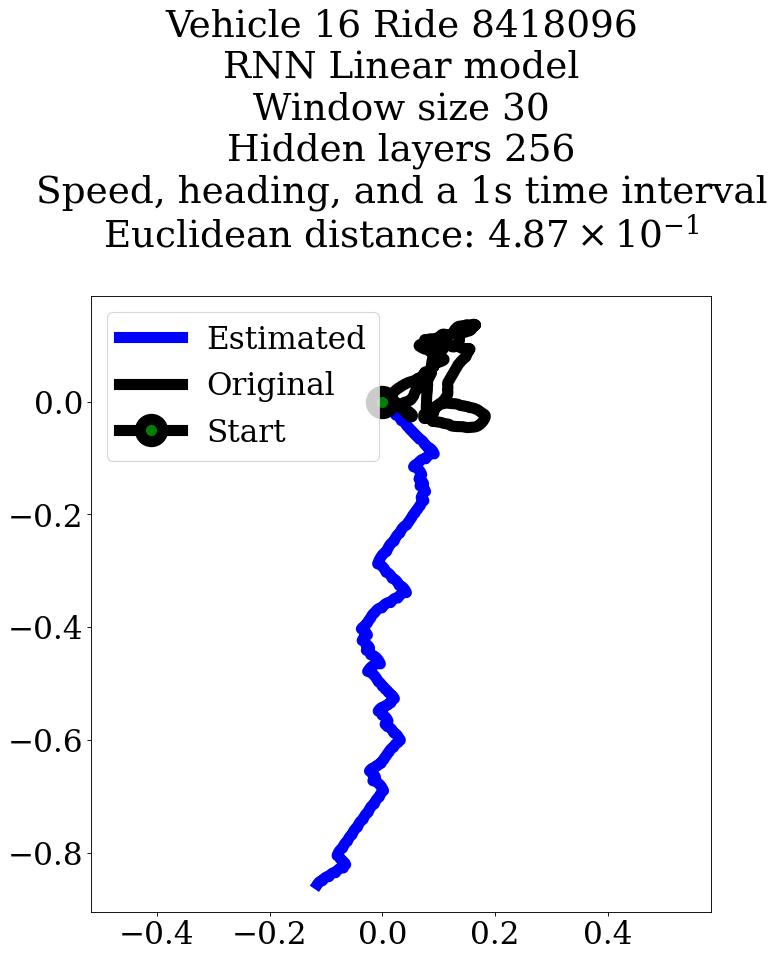 Vehicle 16 Ride 8418096
RNN Linear model
Window size 30
Hidden layers 256
Speed, heading, and a 1s time interval
Euclidean distance: 4.87 × 10⁻¹
Estimated
Original
Start
0.0
−0.2
−0.4
−0.6
−0.8
−0.4 −0.2 0.0 0.2 0.4